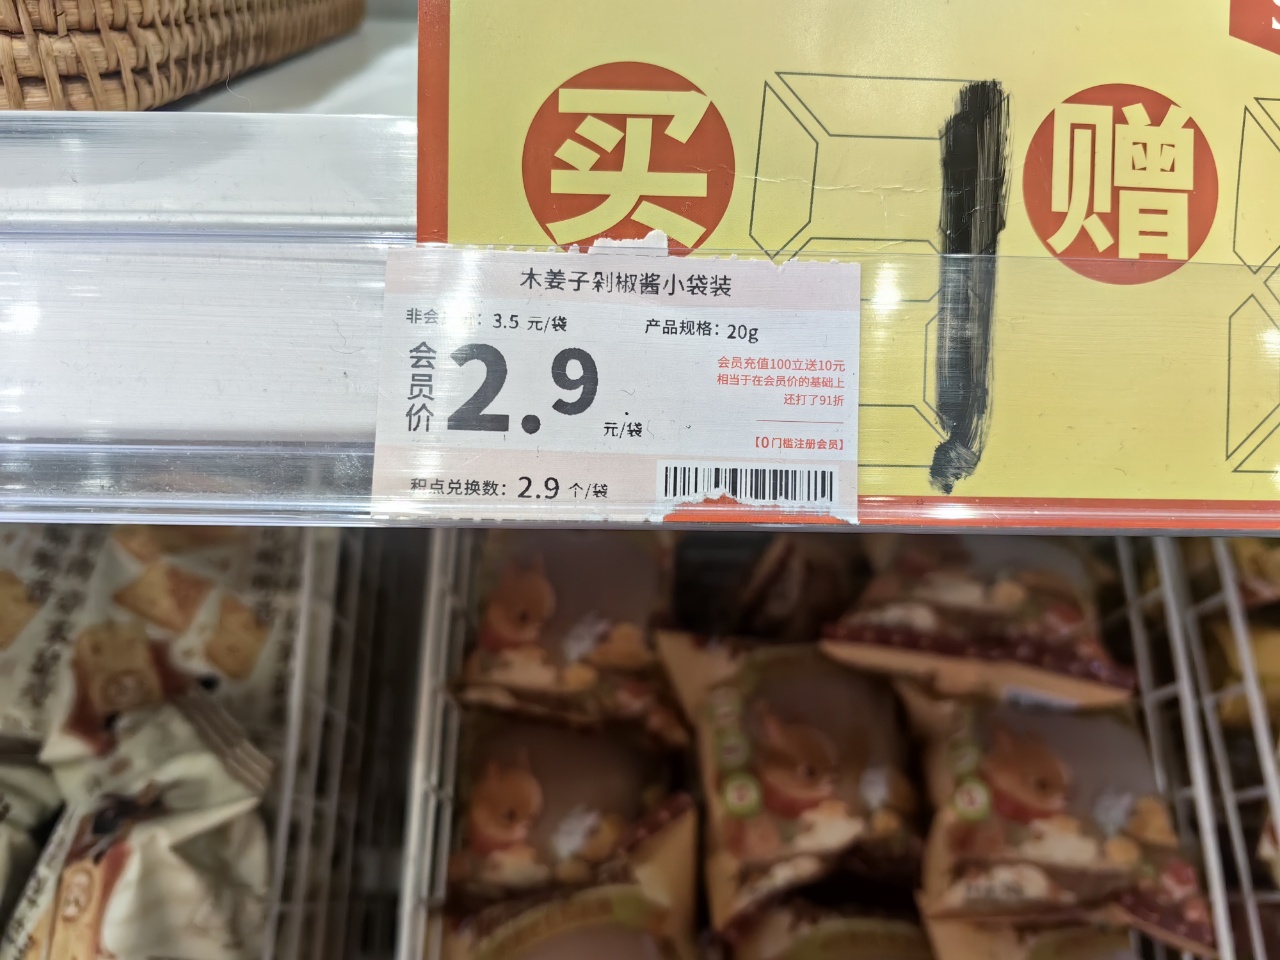 买1赠
木姜子剁椒酱小袋装
非会 : 3.5 元/袋
产品规格: 20g
会员价 2.9 元/袋
会员充值100立送10元
相当于在会员价的基础上
还打了91折
【0门槛注册会员】
积点兑换数: 2.9 个/袋